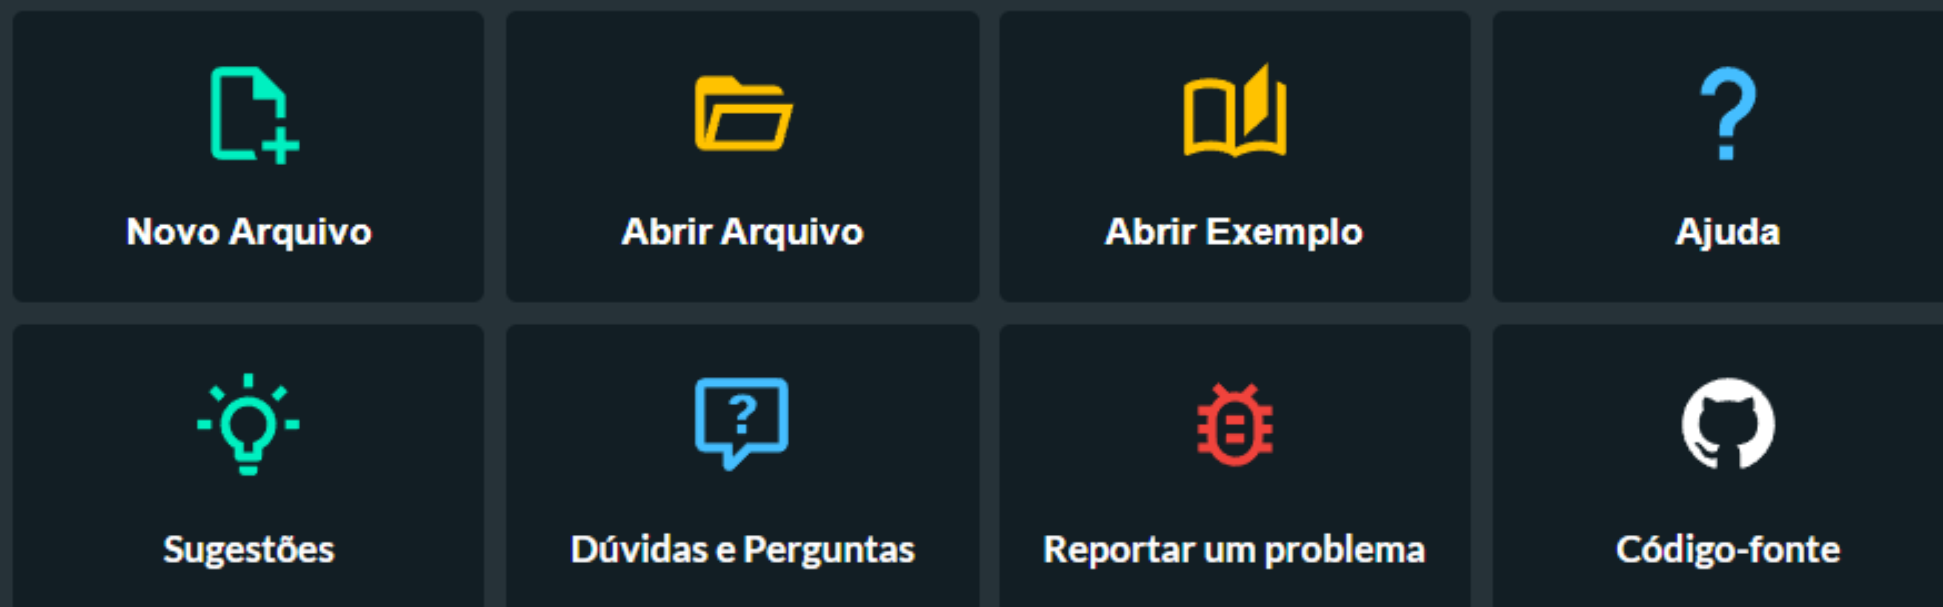 Novo Arquivo
Abrir Arquivo
Abrir Exemplo
Ajuda
Sugestões
Dúvidas e Perguntas
Reportar um problema
Código-fonte